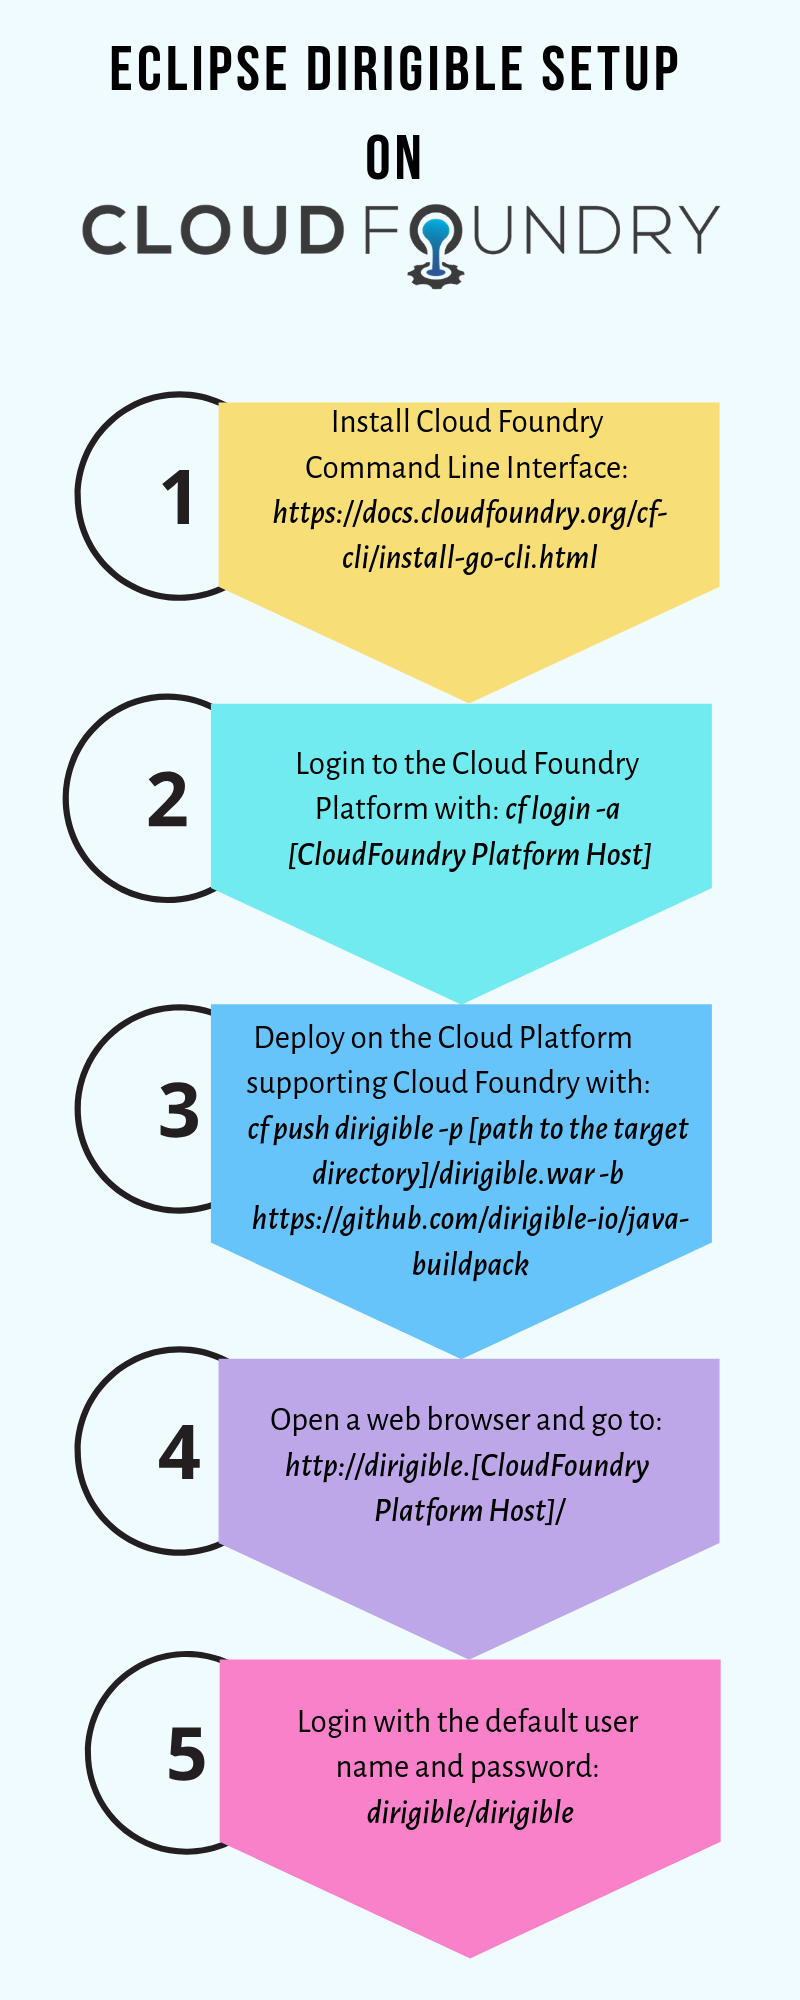 ECLIPSE DIRIGIBLE SETUP
ON
CLOUD FOUNDRY
1
Install Cloud Foundry
Command Line Interface:
https://docs.cloudfoundry.org/cf-
cli/install-go-cli.html
2
Login to the Cloud Foundry
Platform with: cf login -a
[CloudFoundry Platform Host]
3
Deploy on the Cloud Platform
supporting Cloud Foundry with:
cf push dirigible -p [path to the target
directory]/dirigible.war -b
https://github.com/dirigible-io/java-
buildpack
4
Open a web browser and go to:
http://dirigible.[CloudFoundry
Platform Host]/
5
Login with the default user
name and password:
dirigible/dirigible